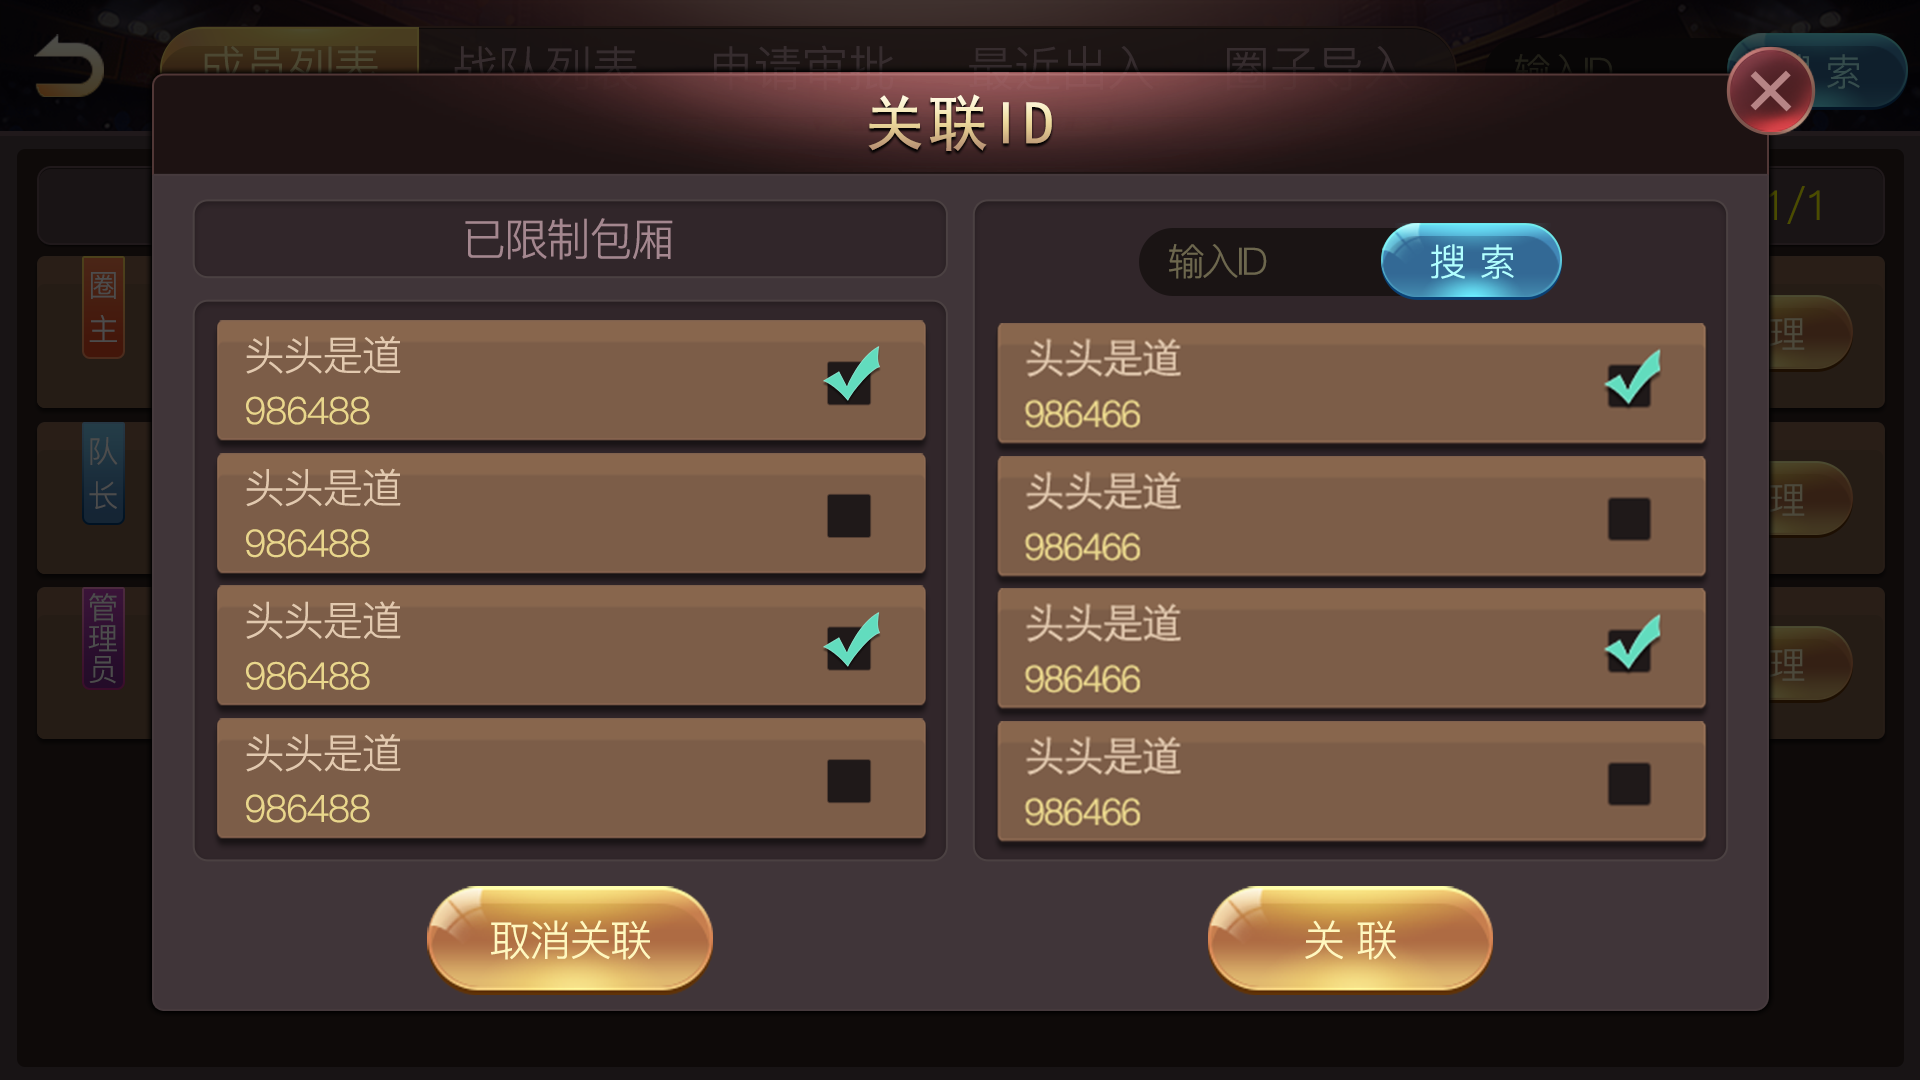 成员列表 战队列表 申请审批 最近出入 圈子导入 输入ID 搜索
关联ID
1/1
已限制包厢
输入ID 搜索
圈主
队长
管理员
头头是道
986488
头头是道
986488
头头是道
986488
头头是道
986488
头头是道
986466
头头是道
986466
头头是道
986466
头头是道
986466
理
理
理
取消关联
关联